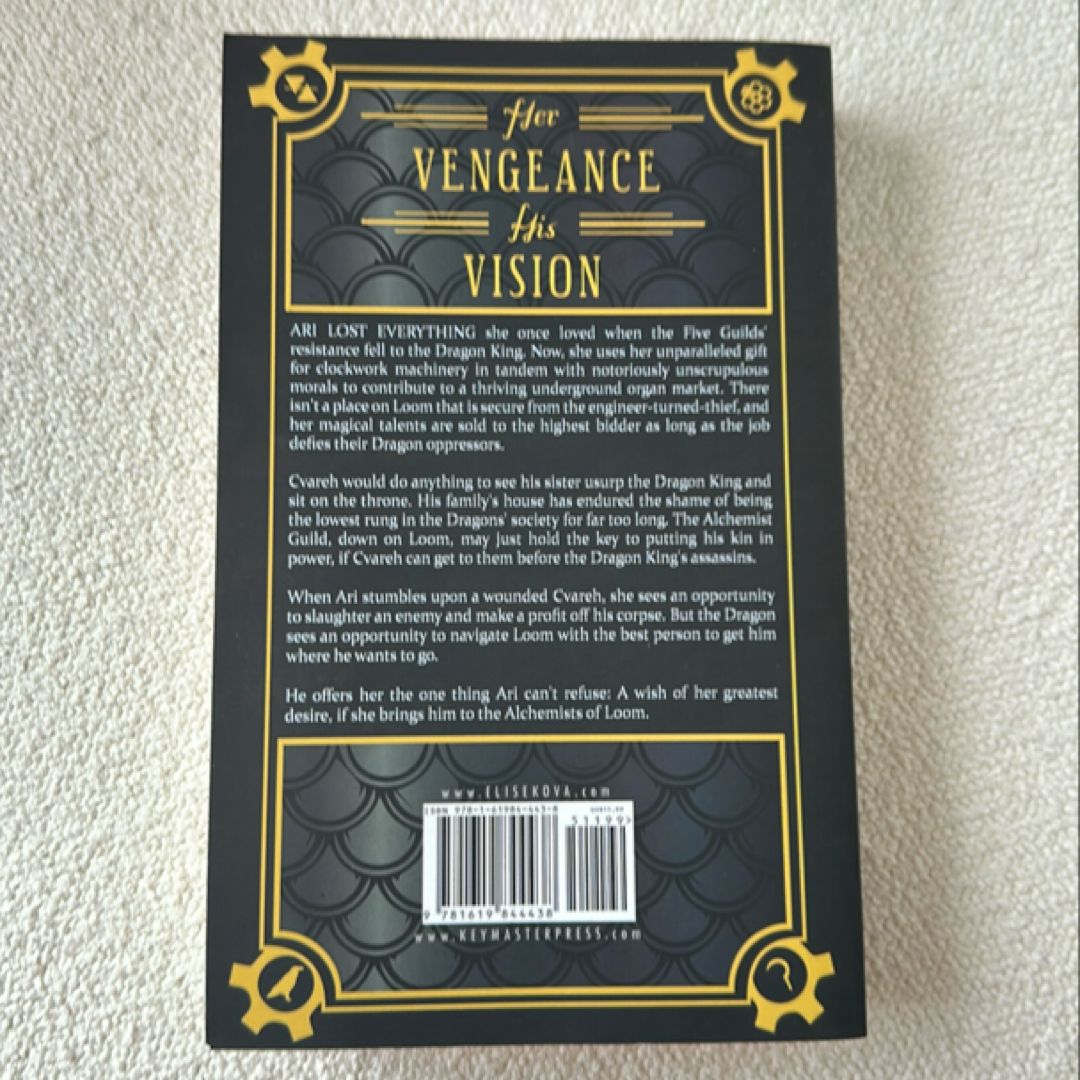 Her
VENGEANCE
His
VISION
ARI LOST EVERYTHING she once loved when the Five Guilds'
resistance fell to the Dragon King. Now, she uses her unparalleled gift
for clockwork machinery in tandem with notoriously unscrupulous
morals to contribute to a thriving underground organ market. There
isn't a place on Loom that is secure from the engineer-turned-thief, and
her magical talents are sold to the highest bidder as long as the job
defies their Dragon oppressors.
Cvareh would do anything to see his sister usurp the Dragon King and
sit on the throne. His family's house has endured the shame of being
the lowest rung in the Dragons' society for far too long. The Alchemist
Guild, down on Loom, may just hold the key to putting his kin in
power, if Cvareh can get to them before the Dragon King's assassins.
When Ari stumbles upon a wounded Cvareh, she sees an opportunity
to slaughter an enemy and make a profit off his corpse. But the Dragon
sees an opportunity to navigate Loom with the best person to get him
where he wants to go.
He offers her the one thing Ari can't refuse: A wish of her greatest
desire, if she brings him to the Alchemists of Loom.
www.ELISEKOVA.com
ISBN 978-1-61984-443-8
51199>
9 781619 844438
www.KEYMASTERPRESS.com